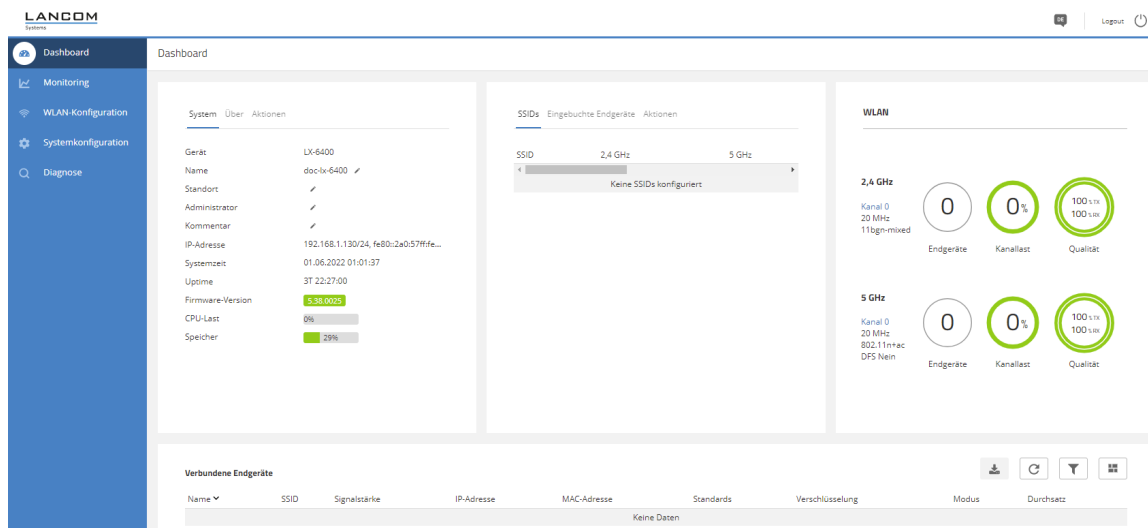 LANCOM
Systems
DE
Logout
Dashboard
Monitoring
WLAN-Konfiguration
Systemkonfiguration
Diagnose
Dashboard
System Über Aktionen
Gerät LX-6400
Name doc-lx-6400
Standort
Administrator
Kommentar
IP-Adresse 192.168.1.130/24, fe80::2a0:57ff:fe...
Systemzeit 01.06.2022 01:01:37
Uptime 3T 22:27:00
Firmware-Version 5.38.0025
CPU-Last 0%
Speicher 29%
SSIDs Eingebuchte Endgeräte Aktionen
SSID 2,4 GHz 5 GHz
Keine SSIDs konfiguriert
WLAN
2,4 GHz
Kanal 0
20 MHz
11bgn-mixed
0
Endgeräte
0%
Kanallast
100 % TX
100 % RX
Qualität
5 GHz
Kanal 0
20 MHz
802.11n+ac
DFS Nein
0
Endgeräte
0%
Kanallast
100 % TX
100 % RX
Qualität
Verbundene Endgeräte
Name SSID Signalstärke IP-Adresse MAC-Adresse Standards Verschlüsselung Modus Durchsatz
Keine Daten